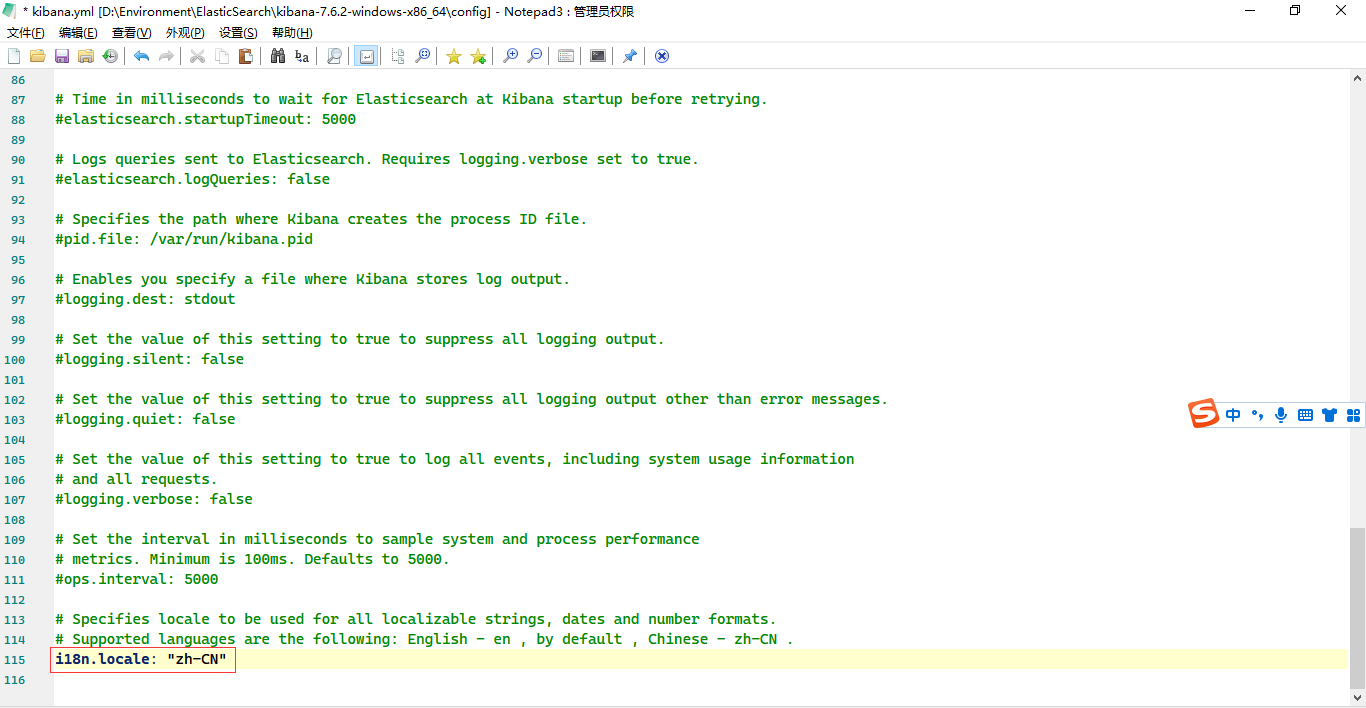 * kibana.yml [D:\Environment\ElasticSearch\kibana-7.6.2-windows-x86_64\config] - Notepad3 : 管理员权限
文件(F) 编辑(E) 查看(V) 外观(P) 设置(S) 帮助(H)
86
87 # Time in milliseconds to wait for Elasticsearch at Kibana startup before retrying.
88 #elasticsearch.startupTimeout: 5000
89
90 # Logs queries sent to Elasticsearch. Requires logging.verbose set to true.
91 #elasticsearch.logQueries: false
92
93 # Specifies the path where Kibana creates the process ID file.
94 #pid.file: /var/run/kibana.pid
95
96 # Enables you specify a file where Kibana stores log output.
97 #logging.dest: stdout
98
99 # Set the value of this setting to true to suppress all logging output.
100 #logging.silent: false
101
102 # Set the value of this setting to true to suppress all logging output other than error messages.
103 #logging.quiet: false
104
105 # Set the value of this setting to true to log all events, including system usage information
106 # and all requests.
107 #logging.verbose: false
108
109 # Set the interval in milliseconds to sample system and process performance
110 # metrics. Minimum is 100ms. Defaults to 5000.
111 #ops.interval: 5000
112
113 # Specifies locale to be used for all localizable strings, dates and number formats.
114 # Supported languages are the following: English - en , by default , Chinese - zh-CN .
115 i18n.locale: "zh-CN"
116
S 中